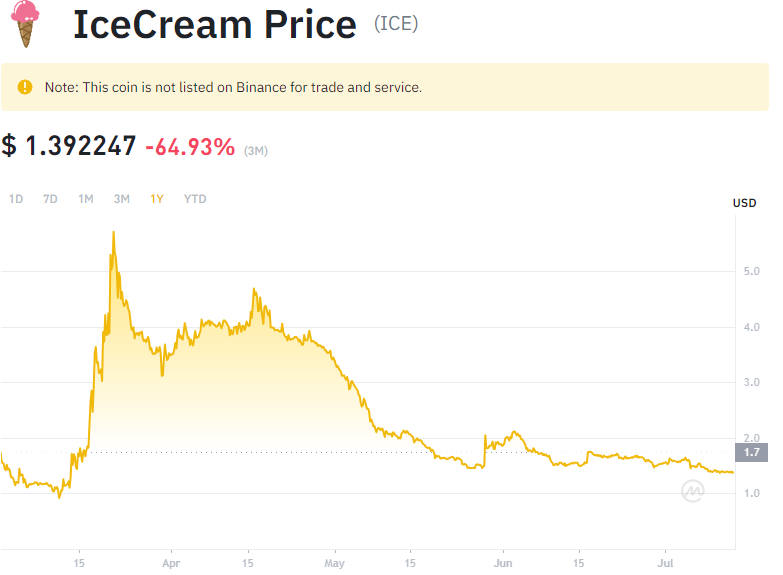 IceCream Price (ICE)
Note: This coin is not listed on Binance for trade and service.
$ 1.392247 -64.93% (3M)
1D 7D 1M 3M 1Y YTD
USD
5.0
4.0
3.0
2.0
1.7
1.0
15 Apr 15 May 15 Jun 15 Jul